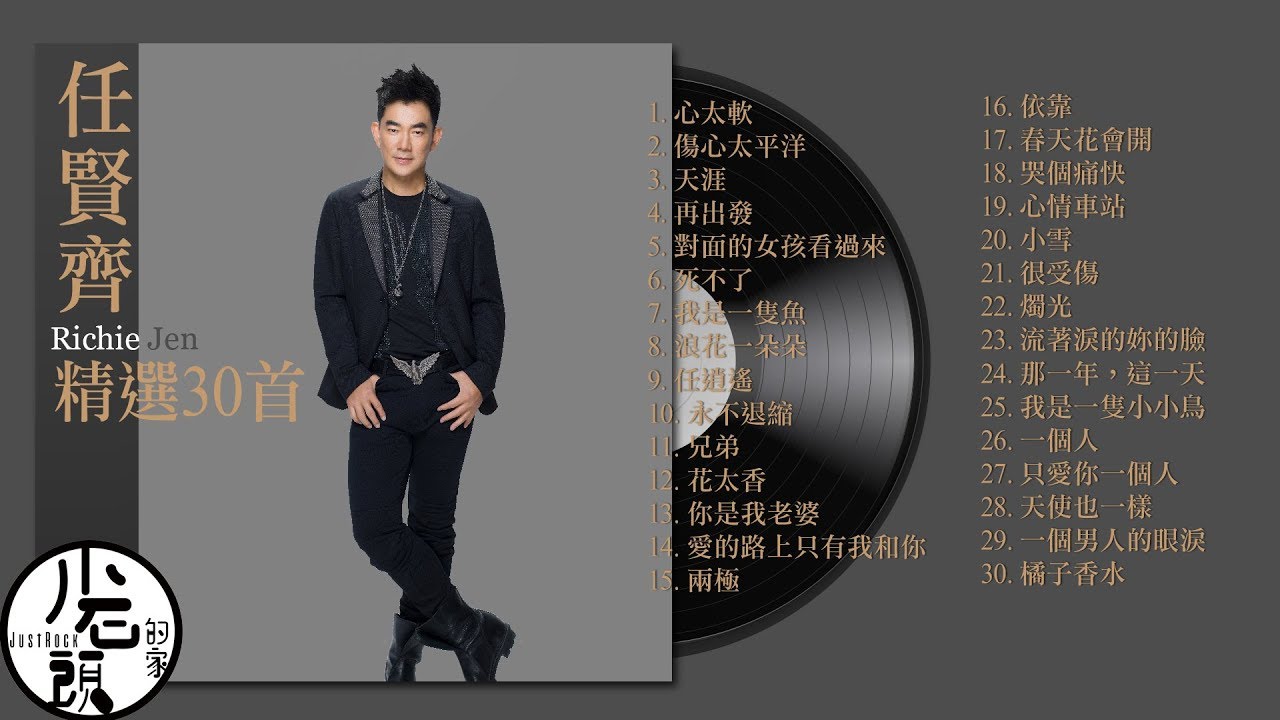 任賢齊
Richie Jen
精選30首
1. 心太軟
2. 傷心太平洋
3. 天涯
4. 再出發
5. 對面的女孩看過來
6. 死不了
7. 我是一隻魚
8. 浪花一朵朵
9. 任逍遙
10. 永不退縮
11. 兄弟
12. 花太香
13. 你是我老婆
14. 愛的路上只有我和你
15. 兩極
16. 依靠
17. 春天花會開
18. 哭個痛快
19. 心情車站
20. 小雪
21. 很受傷
22. 燭光
23. 流著淚的妳的臉
24. 那一年，這一天
25. 我是一隻小小鳥
26. 一個人
27. 只愛你一個人
28. 天使也一樣
29. 一個男人的眼淚
30. 橘子香水
小石頭的家
JustRock